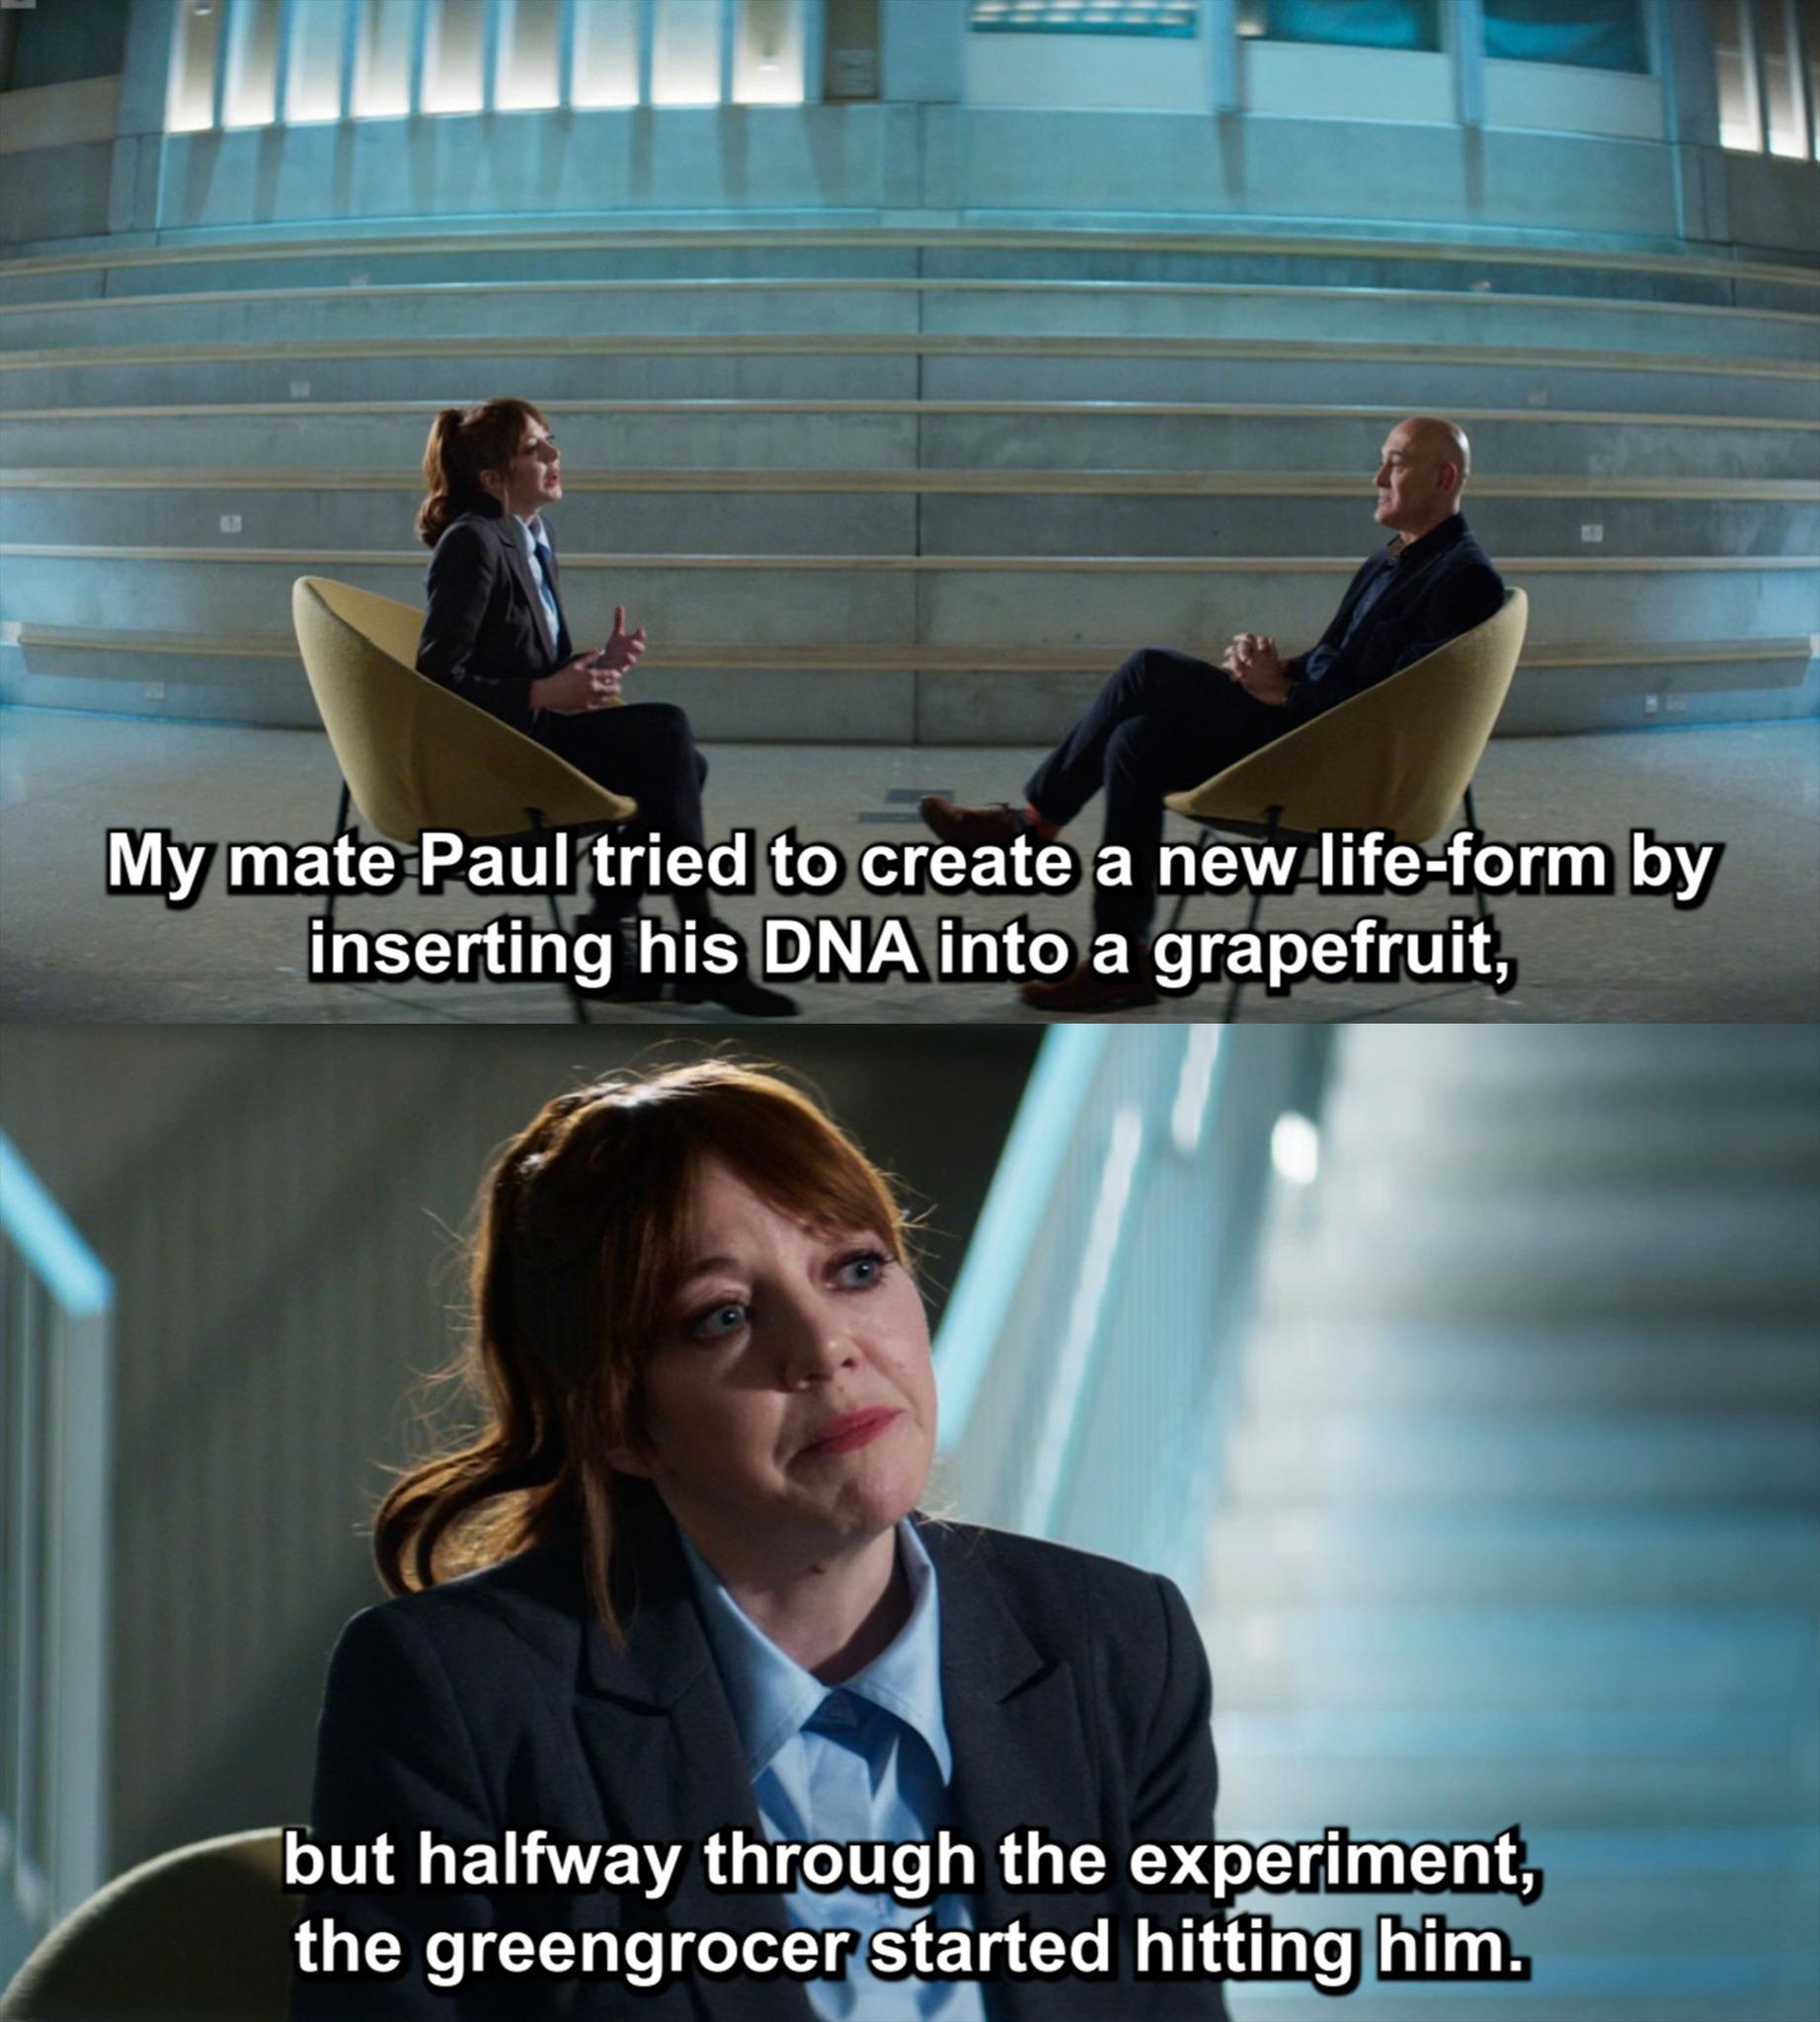 My mate Paul tried to create a new life-form by
inserting his DNA into a grapefruit,
but halfway through the experiment,
the greengrocer started hitting him.